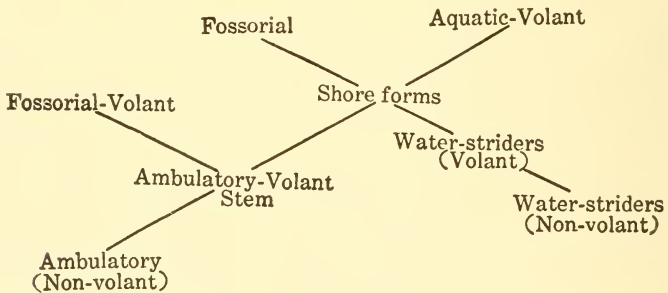 Aquatic-Volant
Fossorial
Shore forms
Fossorial-Volant
Water-striders
(Volant)
Ambulatory-Volant
Stem
Water-striders
(Non-volant)
Ambulatory
(Non-volant)